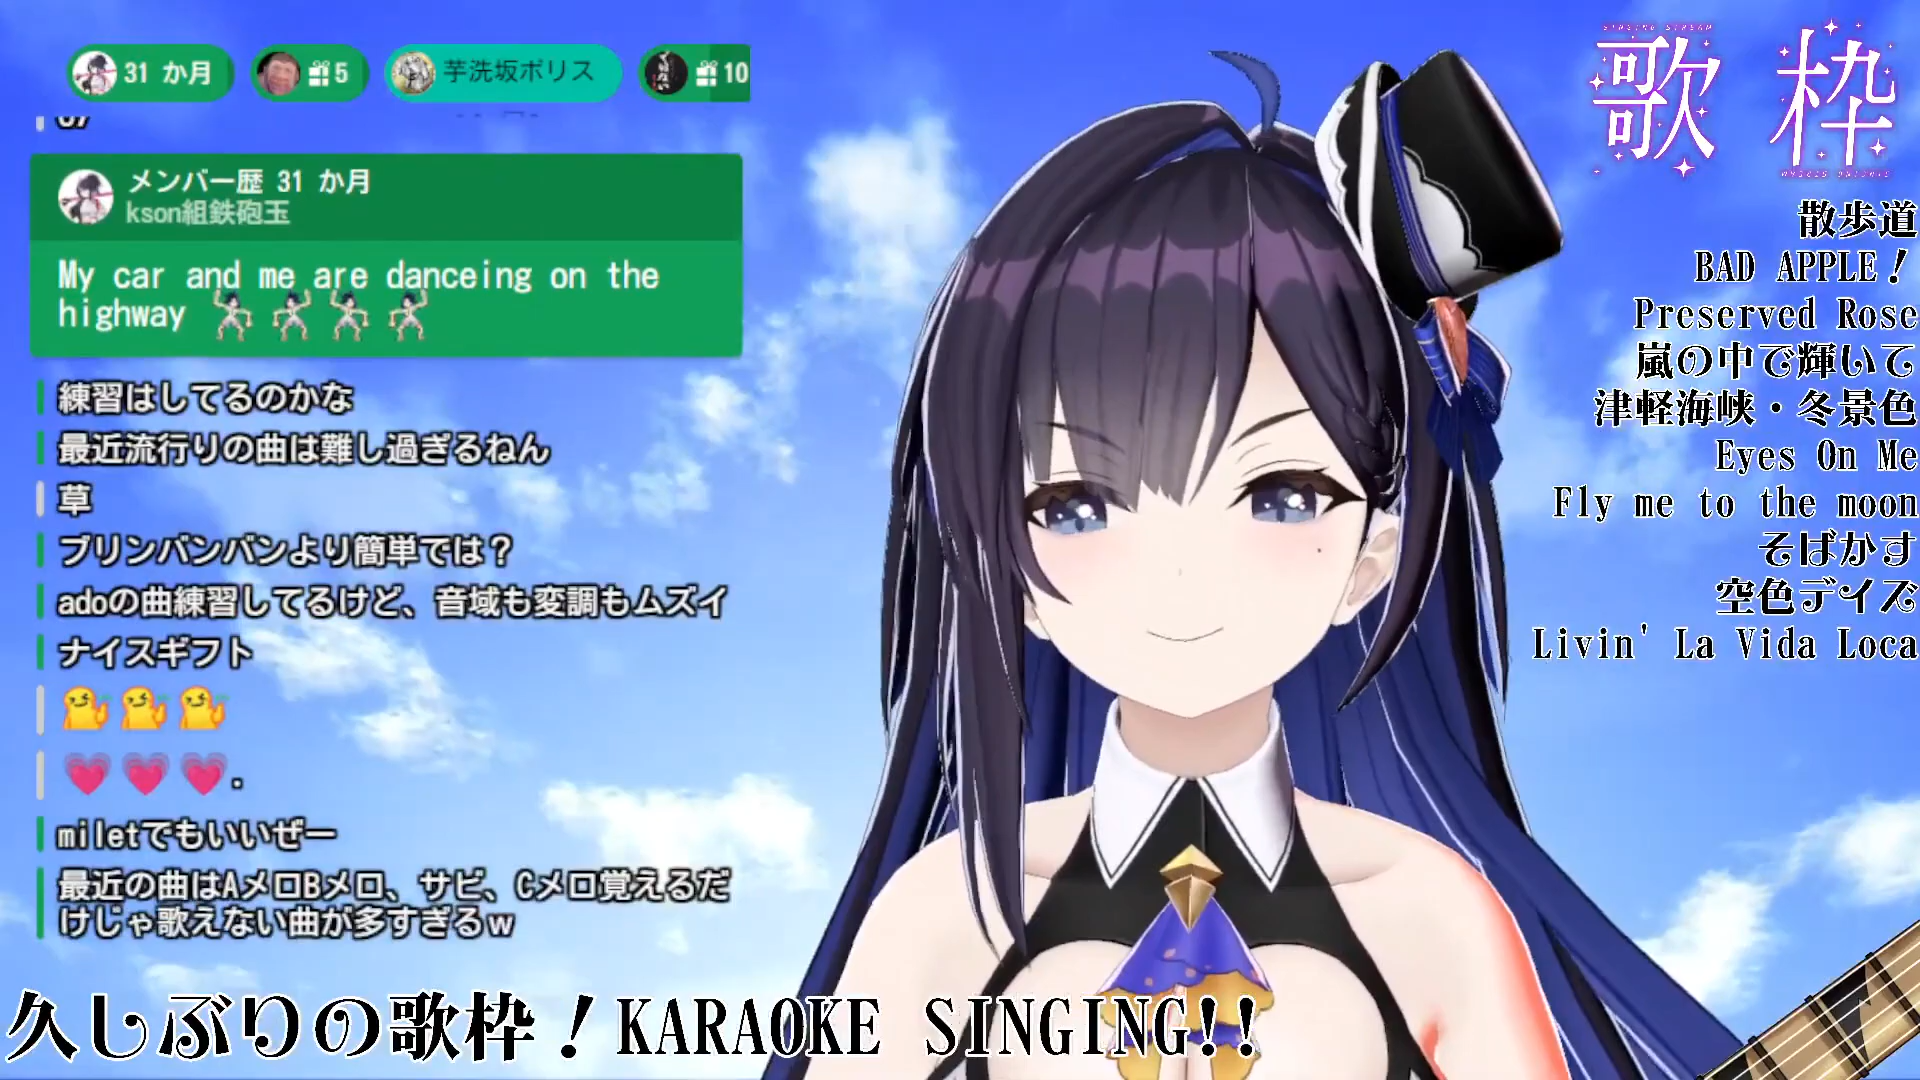 31 か月
5
芋洗坂ポリス
10
メンバー歴 31 か月
kson組鉄砲玉
My car and me are danceing on the
highway
練習はしてるのかな
最近流行りの曲は難し過ぎるねん
草
ブリンバンバンより簡単では？
adoの曲練習してるけど、音域も変調もムズイ
ナイスギフト
miletでもいいぜー
最近の曲はAメロBメロ、サビ、Cメロ覚えるだ
けじゃ歌えない曲が多すぎるw
SINGING STREAM
歌枠
散歩道
BAD APPLE！
Preserved Rose
嵐の中で輝いて
津軽海峡・冬景色
Eyes On Me
Fly me to the moon
そばかす
空色デイズ
Livin' La Vida Loca
久しぶりの歌枠！KARAOKE SINGING!!